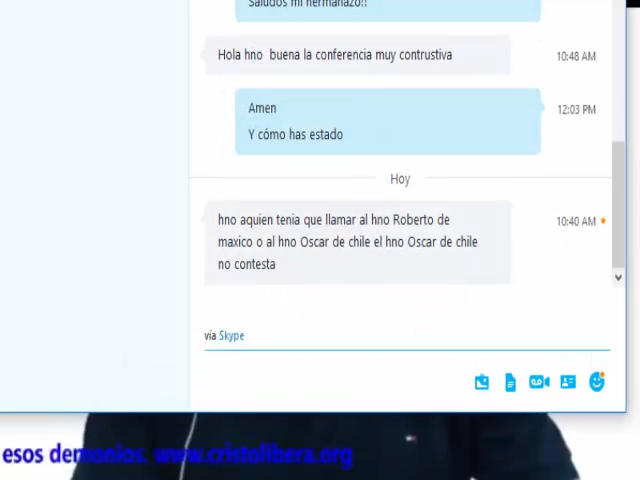 Saludos mi hermanazo!!
Hola hno buena la conferencia muy contrustiva
10:48 AM
Amen
12:03 PM
Y cómo has estado
Hoy
hno aquien tenia que llamar al hno Roberto de
10:40 AM
maxico o al hno Oscar de chile el hno Oscar de chile
no contesta
vía Skype
esos demonios. www.cristolibera.org